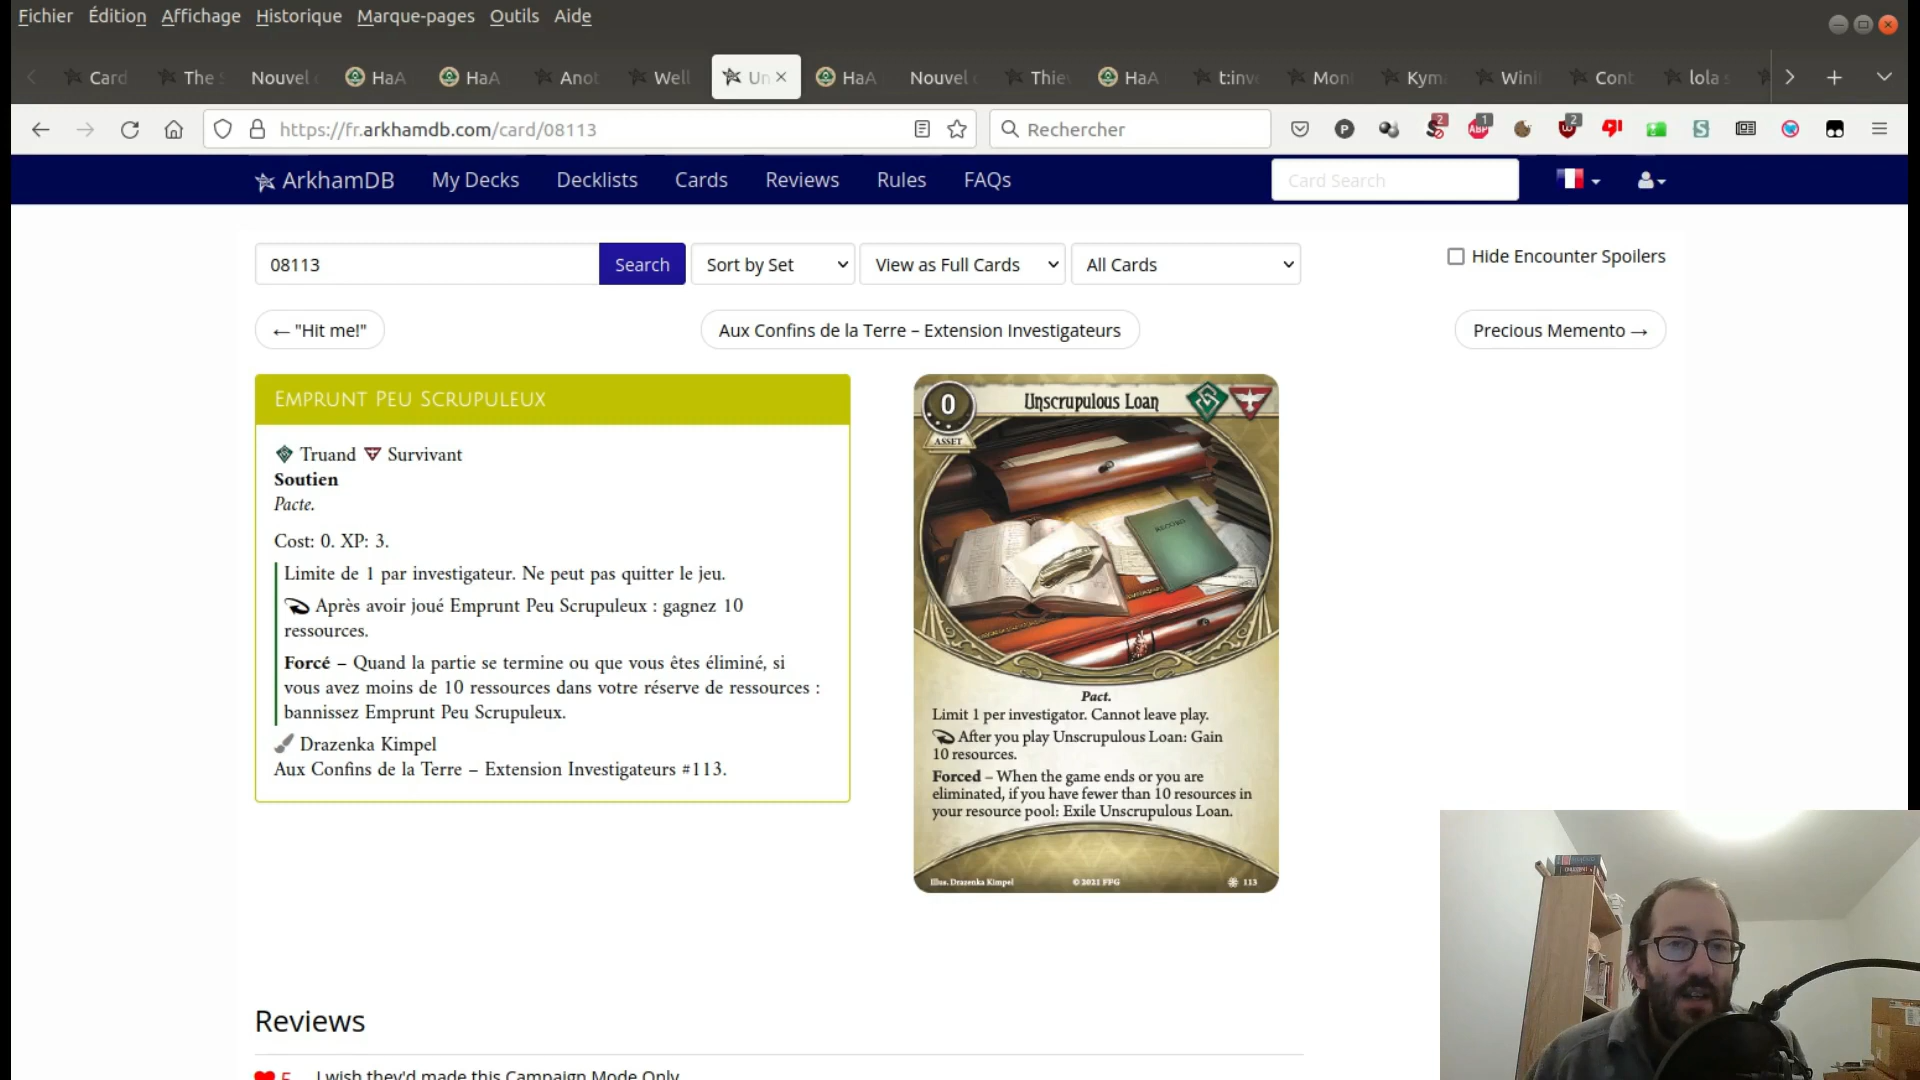 Fichier Édition Affichage Historique Marque-pages Outils Aide
Card The Nouvel HaA HaA Anot Well Un HaA Nouvel Thie HaA t:inve Mon Kym Wini Cont lola
https://fr.arkhamdb.com/card/08113
Rechercher
2 1 2
ArkhamDB My Decks Decklists Cards Reviews Rules FAQs
Card Search
08113 Search Sort by Set View as Full Cards All Cards
Hide Encounter Spoilers
← "Hit me!"
Aux Confins de la Terre – Extension Investigateurs
Precious Memento →
Emprunt Peu Scrupuleux
Truand Survivant
Soutien
Pacte.
Cost: 0. XP: 3.
Limite de 1 par investigateur. Ne peut pas quitter le jeu.
Après avoir joué Emprunt Peu Scrupuleux : gagnez 10
ressources.
Forcé – Quand la partie se termine ou que vous êtes éliminé, si
vous avez moins de 10 ressources dans votre réserve de ressources :
bannissez Emprunt Peu Scrupuleux.
Drazenka Kimpel
Aux Confins de la Terre – Extension Investigateurs #113.
0
Unscrupulous Loan
ASSET
RECORD
Pact.
Limit 1 per investigator. Cannot leave play.
After you play Unscrupulous Loan: Gain
10 resources.
Forced – When the game ends or you are
eliminated, if you have fewer than 10 resources in
your resource pool: Exile Unscrupulous Loan.
Illus. Drazenka Kimpel
© 2021 FFG
113
Reviews
5 I wish they'd made this Campaign Mode Only